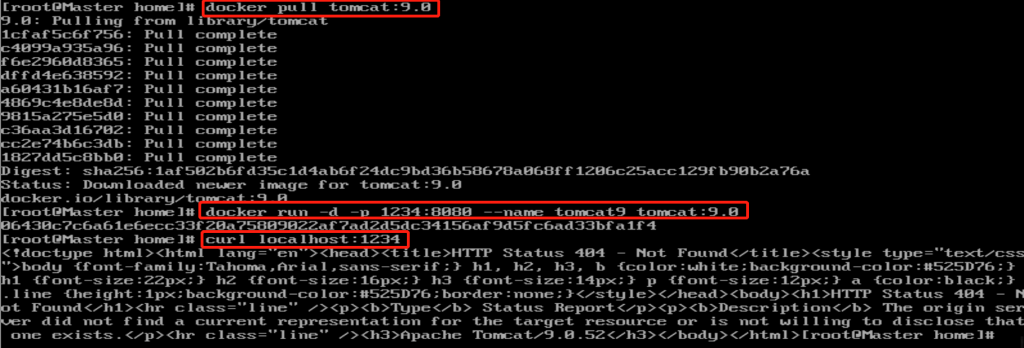 [root@Master home]# docker pull tomcat:9.0
9.0: Pulling from library/tomcat
1cfaf5c6f756: Pull complete
c4099a935a96: Pull complete
f6e2960d8365: Pull complete
dffd4e638592: Pull complete
a60431b16af7: Pull complete
4869c4e8de8d: Pull complete
9815a275e5d0: Pull complete
c36aa3d16702: Pull complete
cc2e74b6c3db: Pull complete
1827dd5c8bb0: Pull complete
Digest: sha256:1af502b6fd35c1d4ab6f24dc9bd36b58678a068ff1206c25acc129fb90b2a76a
Status: Downloaded newer image for tomcat:9.0
docker.io/library/tomcat:9.0
[root@Master home]# docker run -d -p 1234:8080 --name tomcat9 tomcat:9.0
06430c7c6a61e6ecc33f20a75809022af7ad2d5dc34156af9d5fc6ad33bfa1f4
[root@Master home]# curl localhost:1234
<!doctype html><html lang="en"><head><title>HTTP Status 404 - Not Found</title><style type="text/css
">body {font-family:Tahoma,Arial,sans-serif;} h1, h2, h3, b {color:white;background-color:#525D76;}
h1 {font-size:22px;} h2 {font-size:16px;} h3 {font-size:14px;} p {font-size:12px;} a {color:black;}
.line {height:1px;background-color:#525D76;border:none;}</style></head><body><h1>HTTP Status 404 - N
ot Found</h1><hr class="line" /><p><b>Type</b> Status Report</p><p><b>Description</b> The origin ser
ver did not find a current representation for the target resource or is not willing to disclose that
one exists.</p><hr class="line" /><h3>Apache Tomcat/9.0.52</h3></body></html>[root@Master home]#